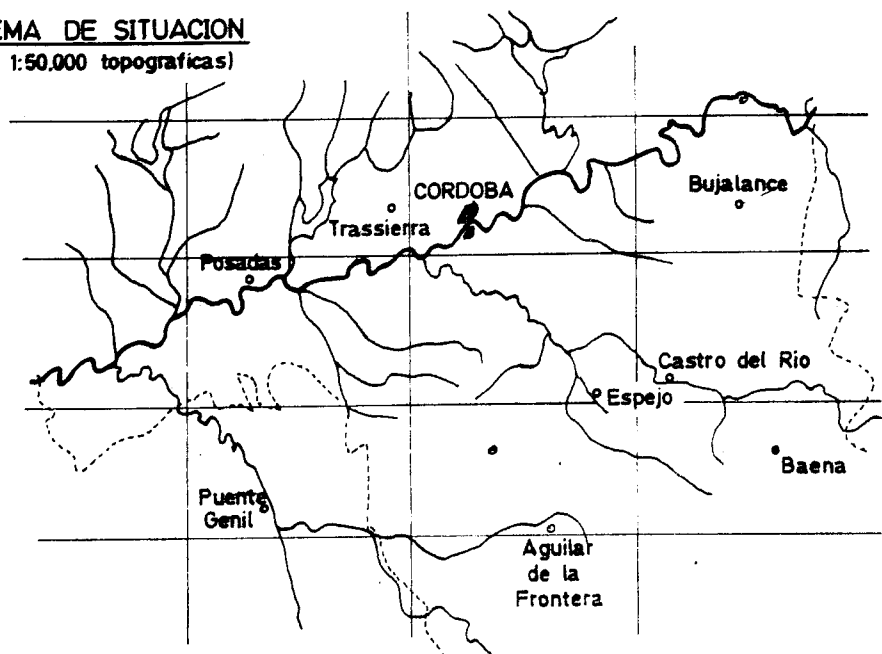 EMA DE SITUACION
1:50.000 topograficas)
CORDOBA
Bujalance
Trassierra
Posadas
Castro del Rio
Espejo
Baena
Puente
Genil
Aguilar
de la
Frontera